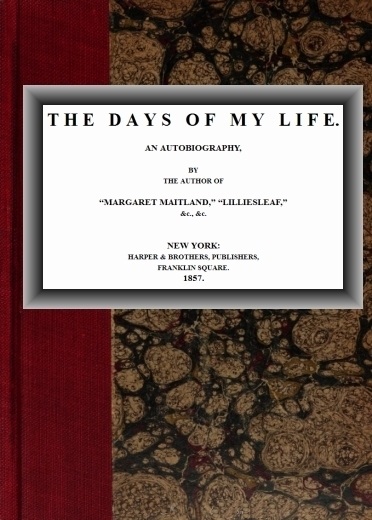 THE DAYS OF MY LIFE.
AN AUTOBIOGRAPHY,
BY
THE AUTHOR OF
“MARGARET MAITLAND,” “LILLIESLEAF,”
&c., &c.
NEW YORK:
HARPER & BROTHERS, PUBLISHERS,
FRANKLIN SQUARE.
1857.